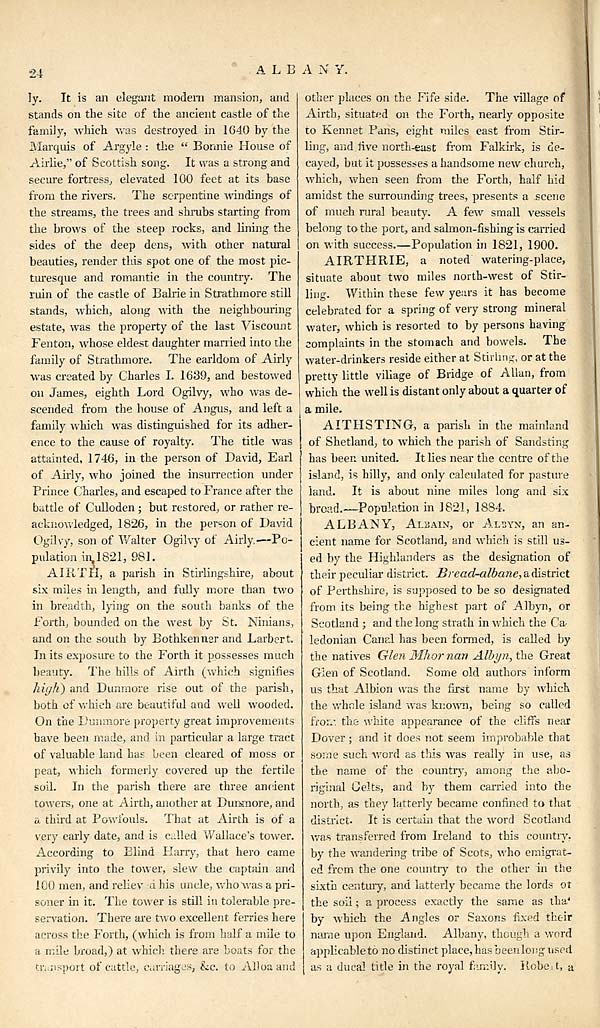 24
ALBANY.
ly. It is an elegant modern mansion, and
stands on the site of the ancient castle of the
family, which was destroyed in 1640 by the
Marquis of Argyle : the “ Bonnie House of
Airlie,” of Scottish song. It was a strong and
secure fortress, elevated 100 feet at its base
from the rivers. The serpentine windings of
the streams, the trees and shrubs starting from
the brows of the steep rocks, and lining the
sides of the deep dens, with other natural
beauties, render this spot one of the most pic-
turesque and romantic in the country. The
ruin of the castle of Balrie in Strathmore still
stands, which, along with the neighbouring
estate, was the property of the last Viscount
Fenton, whose eldest daughter married into the
family of Strathmore. The earldom of Airly
was created by Charles I. 1639, and bestowed
on James, eighth Lord Ogilvy, who was de-
scended from the house of Angus, and left a
family which was distinguished for its adher-
ence to the cause of royalty. The title was
attainted, 1746, in the person of David, Earl
of Airly, who joined the insurrection under
Prince Charles, and escaped to France after the
battle of Culloden ; but restored, or rather re-
acknowledged, 1826, in the person of David
Ogilvy, son of Walter Ogilvy of Airly.—Po-
pulation in 1821, 981.
AIRTH, a parish in Stirlingshire, about
six miles in length, and fully more than two
in breadth, lying on the south banks of the
Forth, bounded on the west by St. Ninians,
and on the south by Bothkenner and Larbert.
In its exposure to the Forth it possesses much
beauty. The hills of Airth (which signifies
high) and Dunmore rise out of the parish,
both of which are beautiful and well wooded.
On the Dunmore property great improvements
have been made, and in particular a large tract
of valuable land has been cleared of moss or
peat, which formerly covered up the fertile
soil. In the parish there are three ancient
towers, one at Airth, another at Dunmore, and
a third at Powfouls. That at Airth is of a
very early date, and is called Wallace's tower.
According to Blind Harry, that hero came
privily into the tower, slew the captain and
100 men, and reliev d his uncle, who was a pri-
soner in it. The tower is still in tolerable pre-
servation. There are two excellent ferries here
across the Forth, (which is from half a mile to
a mile broad,) at which there are boats for the
transport of cattle, carriages, &c. to Alloa and
other places on the Fife side. The village of
Airth, situated on the Forth, nearly opposite
to Kennet Pans, eight miles east from Stir-
ling, and five north-east from Falkirk, is de-
cayed, but it possesses a handsome new church,
which, when seen from the Forth, half hid
amidst the surrounding trees, presents a scene
of much rural beauty. A few small vessels
belong to the port, and salmon-fishing is carried
on with success.—Population in 1821, 1900.
AIRTHRIE, a noted watering-place,
situate about two miles north-west of Stir-
ling. Within these few years it has become
celebrated for a spring of very strong mineral
water, which is resorted to by persons having
complaints in the stomach and bowels. The
water-drinkers reside either at Stirling, or at the
pretty little village of Bridge of Allan, from
which the well is distant only about a quarter of
a mile.
AITHSTING, a parish in the mainland
of Shetland, to which the parish of Sandsting
has been united. It lies near the centre of the
island, is hilly, and only calculated for pasture
land. It is about nine miles long and six
broad.—Population in 1821, 1884.
ALBANY, ALBAIN, or ALBYN, an an-
cient name for Scotland, and which is still us-
ed by the Highlanders as the designation of
their peculiar district. Bread-albane, a district
of Perthshire, is supposed to be so designated
from its being the highest part of Albyn, or
Scotland ; and the long strath in which the Ca
ledonian Canal has been formed, is called by
the natives Glen Mhor nan Albyn, the Great
Glen of Scotland. Some old authors inform
us that Albion was the first name by which
the whole island was known, being so called
from the white appearance of the cliffs near
Dover ; and it does not seem improbable that
some such word as this was really in use, as
the name of the country, among the abo-
riginal Celts, and by them carried into the
north, as they latterly became confined to that
district. It is certain that the word Scotland
was transferred from Ireland to this country,
by the wandering tribe of Scots, who emigrat-
ed from the one country to the other in the
sixth century, and latterly became the lords of
the soil ; a process exactly the same as tha'
by which the Angles or Saxons fixed their
name upon England. Albany, though a word
applicable to no distinct place, has been long used
as a ducal title in the royal family. Robert, a